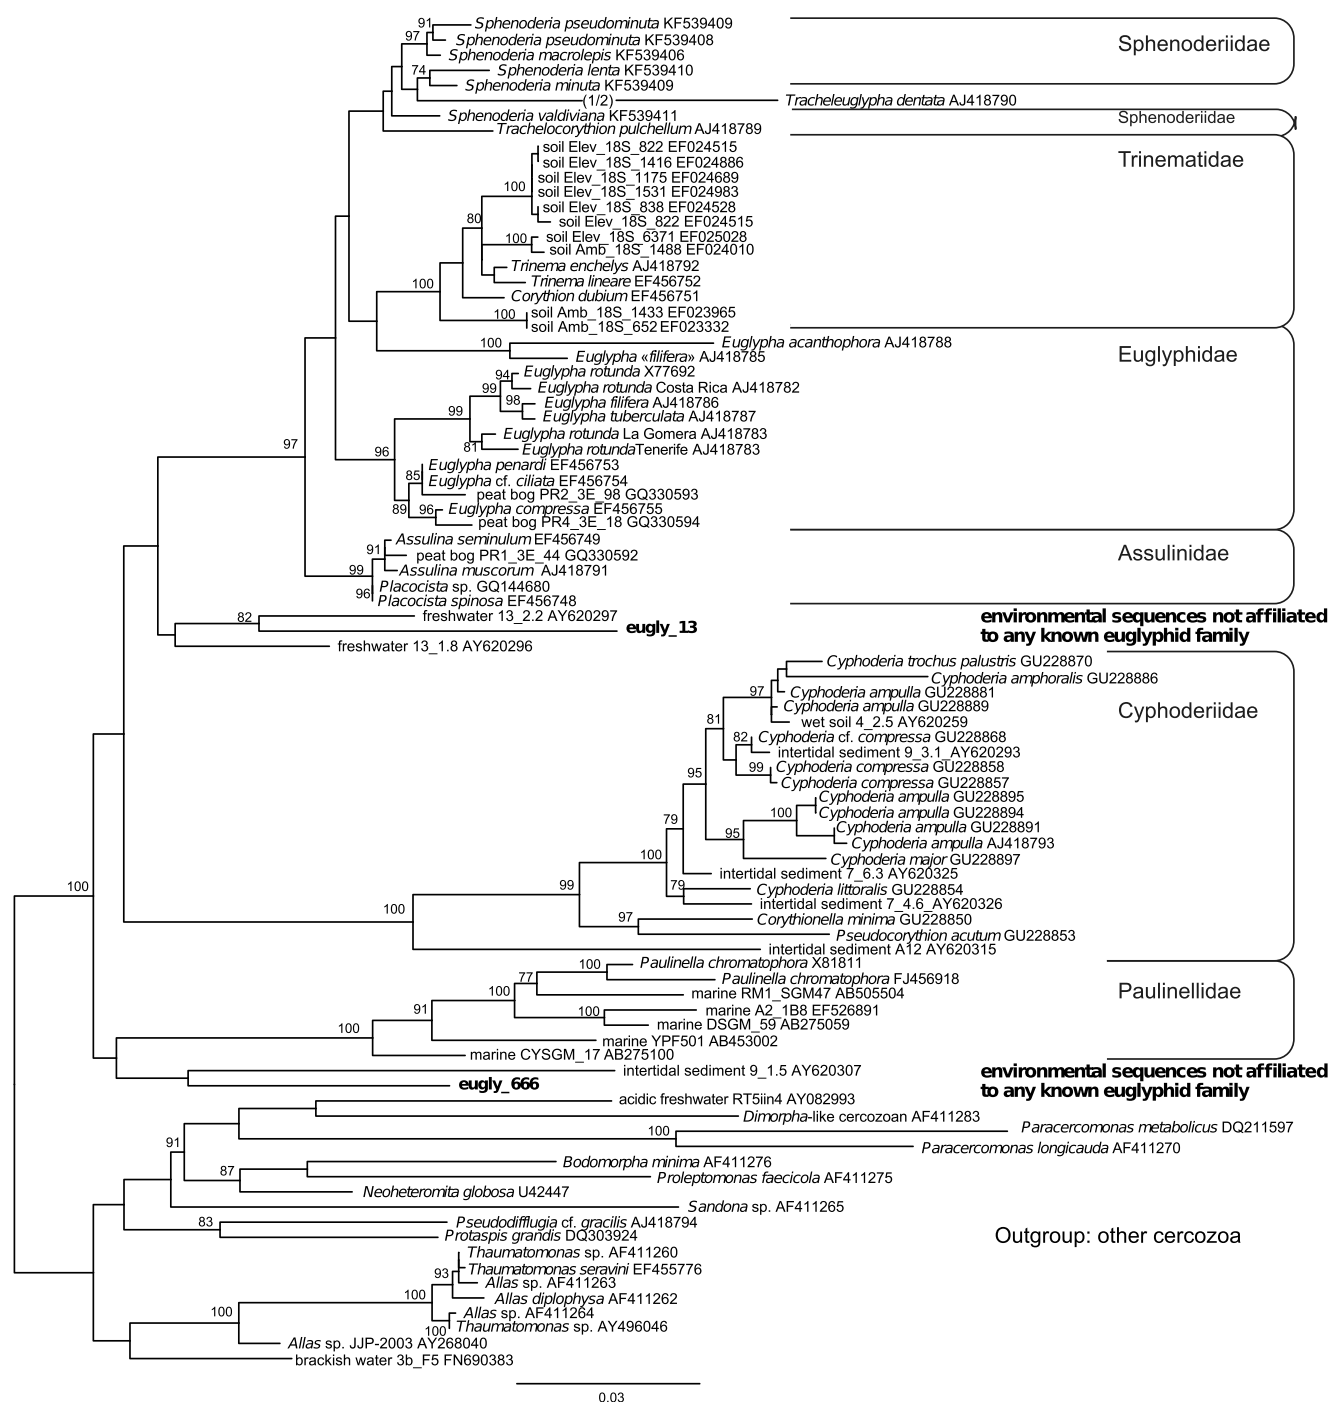 91
Sphenoderia pseudominuta KF539409
97
Sphenoderia pseudominuta KF539408
Sphenoderiidae
Sphenoderia macrolepis KF539406
74
Sphenoderia lenta KF539410
Sphenoderia minuta KF539409
(1/2)
Tracheleuglypha dentata AJ418790
Sphenoderia valdiviana KF539411
Sphenoderiidae
Trachelocorythion pulchellum AJ418789
soil Elev_18S_822 EF024515
soil Elev_18S_1416 EF024886
Trinematidae
soil Elev_18S_1175 EF024689
100
soil Elev_18S_1531 EF024983
soil Elev_18S_838 EF024528
80
soil Elev_18S_822 EF024515
100
soil Elev_18S_6371 EF025028
soil Amb_18S_1488 EF024010
Trinema enchelys AJ418792
100
Trinema lineare EF456752
Corythion dubium EF456751
100
soil Amb_18S_1433 EF023965
soil Amb_18S_652 EF023332
100
Euglypha acanthophora AJ418788
Euglyphidae
Euglypha «filifera» AJ418785
94
Euglypha rotunda X77692
99
Euglypha rotunda Costa Rica AJ418782
98
Euglypha filifera AJ418786
99
Euglypha tuberculata AJ418787
Euglypha rotunda La Gomera AJ418783
97
96
81
Euglypha rotundaTenerife AJ418783
Euglypha penardi EF456753
85
Euglypha cf. ciliata EF456754
peat bog PR2_3E_98 GQ330593
89
96
Euglypha compressa EF456755
peat bog PR4_3E_18 GQ330594
Assulina seminulum EF456749
91
peat bog PR1_3E_44 GQ330592
Assulinidae
99
Assulina muscorum AJ418791
Placocista sp. GQ144680
96
Placocista spinosa EF456748
82
freshwater 13_2.2 AY620297
environmental sequences not affiliated
eugly_13
to any known euglyphid family
freshwater 13_1.8 AY620296
Cyphoderia trochus palustris GU228870
Cyphoderia amphoralis GU228886
97
Cyphoderia ampulla GU228881
Cyphoderia ampulla GU228889
Cyphoderiidae
81
wet soil 4_2.5 AY620259
82
Cyphoderia cf. compressa GU228868
intertidal sediment 9_3.1_AY620293
95
99
Cyphoderia compressa GU228858
Cyphoderia compressa GU228857
Cyphoderia ampulla GU228895
100
Cyphoderia ampulla GU228894
79
95
Cyphoderia ampulla GU228891
Cyphoderia ampulla AJ418793
100
Cyphoderia major GU228897
intertidal sediment 7_6.3 AY620325
99
79
Cyphoderia littoralis GU228854
100
intertidal sediment 7_4.6_AY620326
100
97
Corythionella minima GU228850
Pseudocorythion acutum GU228853
intertidal sediment A12 AY620315
100
Paulinella chromatophora X81811
77
Paulinella chromatophora FJ456918
100
marine RM1_SGM47 AB505504
Paulinellidae
91
100
marine A2_1B8 EF526891
marine DSGM_59 AB275059
100
marine YPF501 AB453002
marine CYSGM_17 AB275100
intertidal sediment 9_1.5 AY620307
environmental sequences not affiliated
eugly_666
to any known euglyphid family
acidic freshwater RT5iin4 AY082993
Dimorpha-like cercozoan AF411283
100
Paracercomonas metabolicus DQ211597
91
Paracercomonas longicauda AF411270
Bodomorpha minima AF411276
87
Proleptomonas faecicola AF411275
Neoheteromita globosa U42447
Sandona sp. AF411265
83
Pseudodifflugia cf. gracilis AJ418794
Protaspis grandis DQ303924
Outgroup: other cercozoa
Thaumatomonas sp. AF411260
93
Thaumatomonas seravini EF455776
Allas sp. AF411263
100
Allas diplophysa AF411262
100
Allas sp. AF411264
100
Thaumatomonas sp. AY496046
Allas sp. JJP-2003 AY268040
brackish water 3b_F5 FN690383
0.03